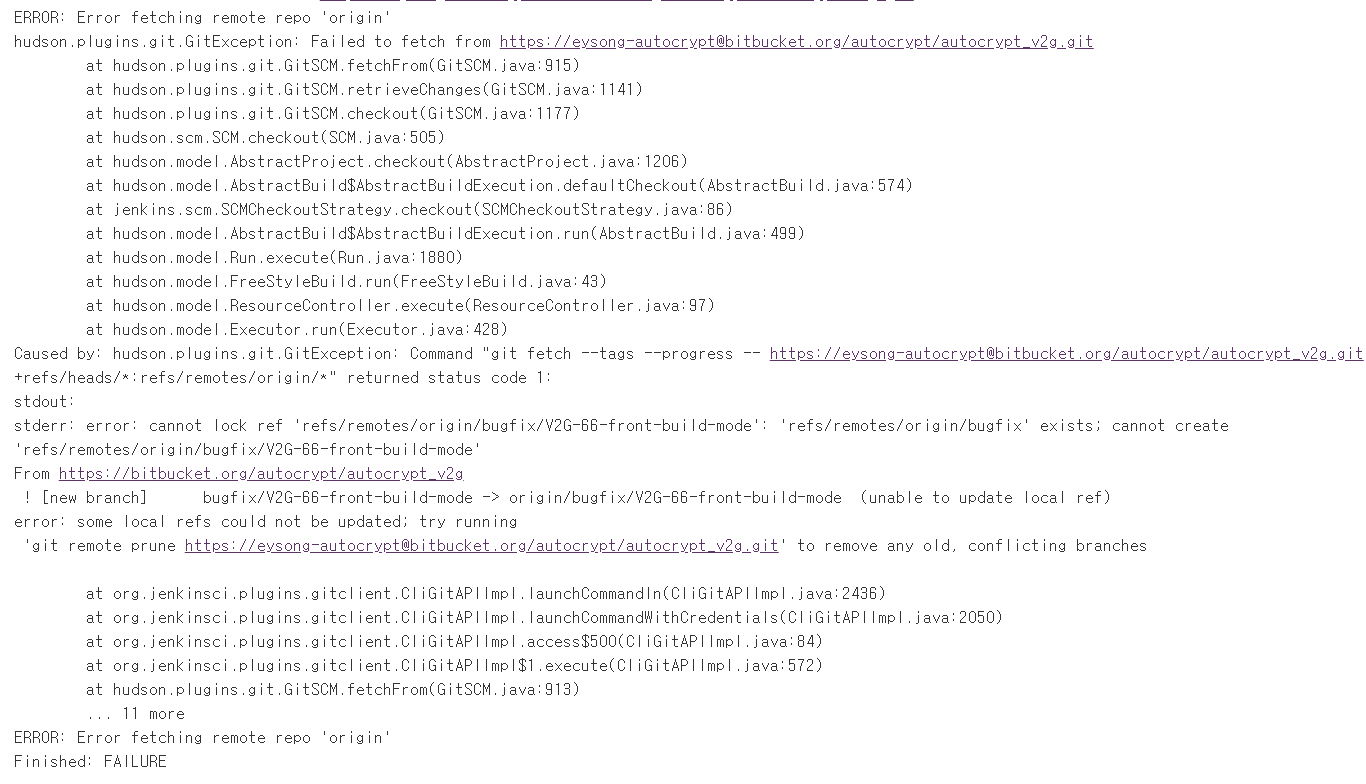 ERROR: Error fetching remote repo 'origin'
hudson.plugins.git.GitException: Failed to fetch from https://eysong-autocrypt@bitbucket.org/autocrypt/autocrypt_v2g.git
at hudson.plugins.git.GitSCM.fetchFrom(GitSCM.java:915)
at hudson.plugins.git.GitSCM.retrieveChanges(GitSCM.java:1141)
at hudson.plugins.git.GitSCM.checkout(GitSCM.java:1177)
at hudson.scm.SCM.checkout(SCM.java:505)
at hudson.model.AbstractProject.checkout(AbstractProject.java:1206)
at hudson.model.AbstractBuild$AbstractBuildExecution.defaultCheckout(AbstractBuild.java:574)
at jenkins.scm.SCMCheckoutStrategy.checkout(SCMCheckoutStrategy.java:86)
at hudson.model.AbstractBuild$AbstractBuildExecution.run(AbstractBuild.java:499)
at hudson.model.Run.execute(Run.java:1880)
at hudson.model.FreeStyleBuild.run(FreeStyleBuild.java:43)
at hudson.model.ResourceController.execute(ResourceController.java:97)
at hudson.model.Executor.run(Executor.java:428)
Caused by: hudson.plugins.git.GitException: Command "git fetch --tags --progress -- https://eysong-autocrypt@bitbucket.org/autocrypt/autocrypt_v2g.git
+refs/heads/*:refs/remotes/origin/*" returned status code 1:
stdout:
stderr: error: cannot lock ref 'refs/remotes/origin/bugfix/V2G-66-front-build-mode': 'refs/remotes/origin/bugfix' exists; cannot create
'refs/remotes/origin/bugfix/V2G-66-front-build-mode'
From https://bitbucket.org/autocrypt/autocrypt_v2g
! [new branch]      bugfix/V2G-66-front-build-mode -> origin/bugfix/V2G-66-front-build-mode  (unable to update local ref)
error: some local refs could not be updated; try running
'git remote prune https://eysong-autocrypt@bitbucket.org/autocrypt/autocrypt_v2g.git' to remove any old, conflicting branches
at org.jenkinsci.plugins.gitclient.CliGitAPIImpl.launchCommandIn(CliGitAPIImpl.java:2436)
at org.jenkinsci.plugins.gitclient.CliGitAPIImpl.launchCommandWithCredentials(CliGitAPIImpl.java:2050)
at org.jenkinsci.plugins.gitclient.CliGitAPIImpl.access$500(CliGitAPIImpl.java:84)
at org.jenkinsci.plugins.gitclient.CliGitAPIImpl$1.execute(CliGitAPIImpl.java:572)
at hudson.plugins.git.GitSCM.fetchFrom(GitSCM.java:913)
... 11 more
ERROR: Error fetching remote repo 'origin'
Finished: FAILURE